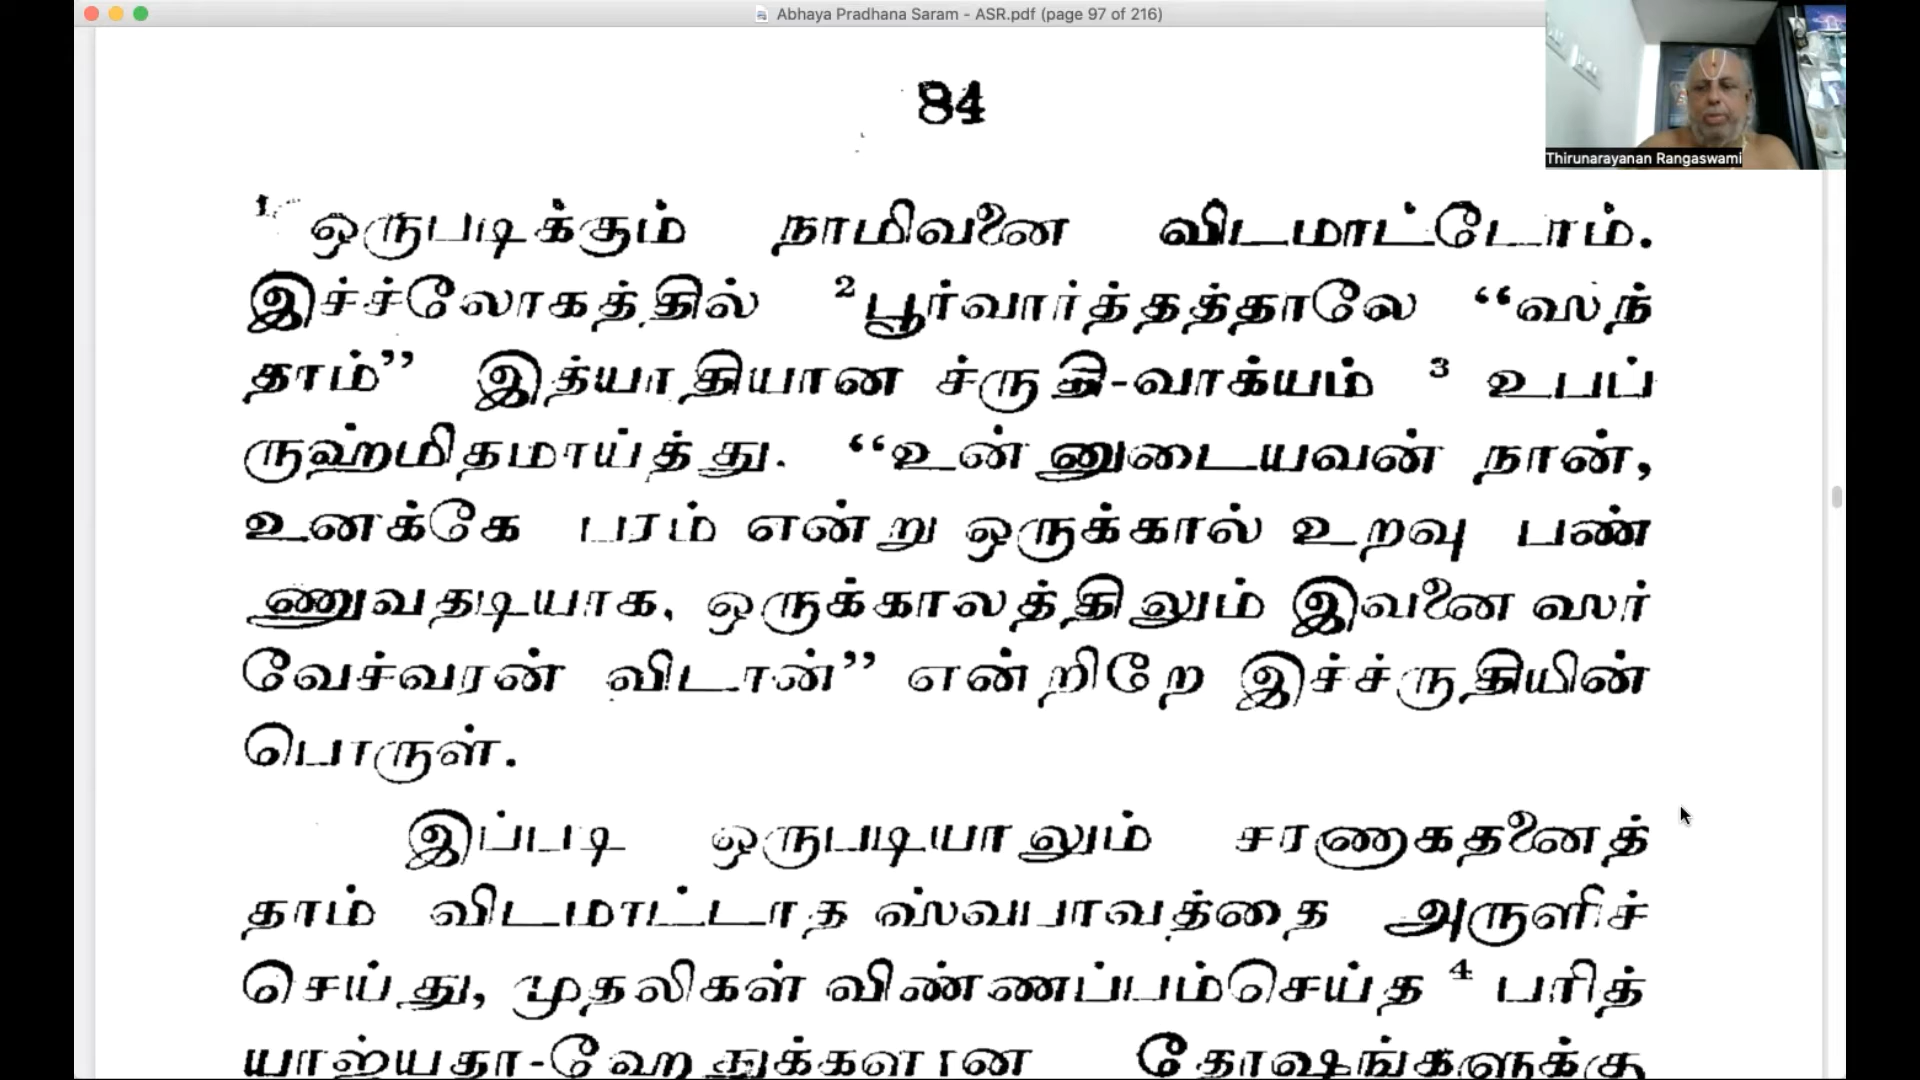 Abhaya Pradhana Saram - ASR.pdf (page 97 of 216)
Thirunarayanan Rangaswami
84
1 ஒருபடிக்கும் நாமிவனை விடமாட்டோம்.
இச்ச்லோகத்தில் 2 பூர்வார்த்தத்தாலே “ஸந்
தாம்” இத்யாதியான ச்ருதி-வாக்யம் 3 உபப்
ருஹ்மிதமாய்த்து. “உன்னுடையவன் நான்,
உனக்கே பரம் என்று ஒருக்கால் உறவு பண்
ணுவதடியாக, ஒருக்காலத்திலும் இவனை ஸர்
வேச்வரன் விடான்” என்றிறே இச்ச்ருதியின்
பொருள்.
இப்படி ஒருபடியாலும் சரணாகதனைத்
தாம் விடமாட்டாத ஸ்வபாவத்தை அருளிச்
செய்து, முதலிகள் விண்ணப்பம்செய்த 4 பரித்
யாஜ்யதா-ஹேதுக்களான தோஷங்களுக்கு